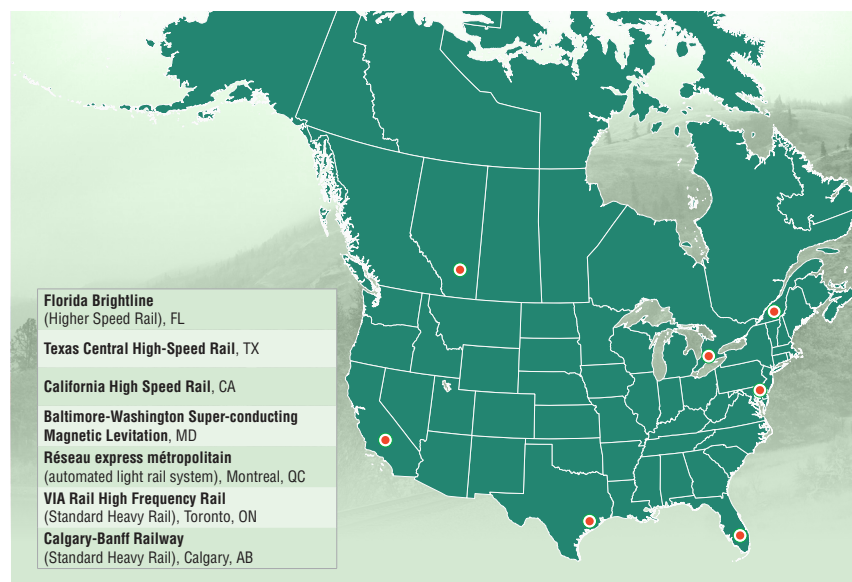 Florida Brightline
(Higher Speed Rail), FL
Texas Central High-Speed Rail, TX
California High Speed Rail, CA
Baltimore-Washington Super-conducting
Magnetic Levitation, MD
Réseau express métropolitain
(automated light rail system), Montreal, QC
VIA Rail High Frequency Rail
(Standard Heavy Rail), Toronto, ON
Calgary-Banff Railway
(Standard Heavy Rail), Calgary, AB